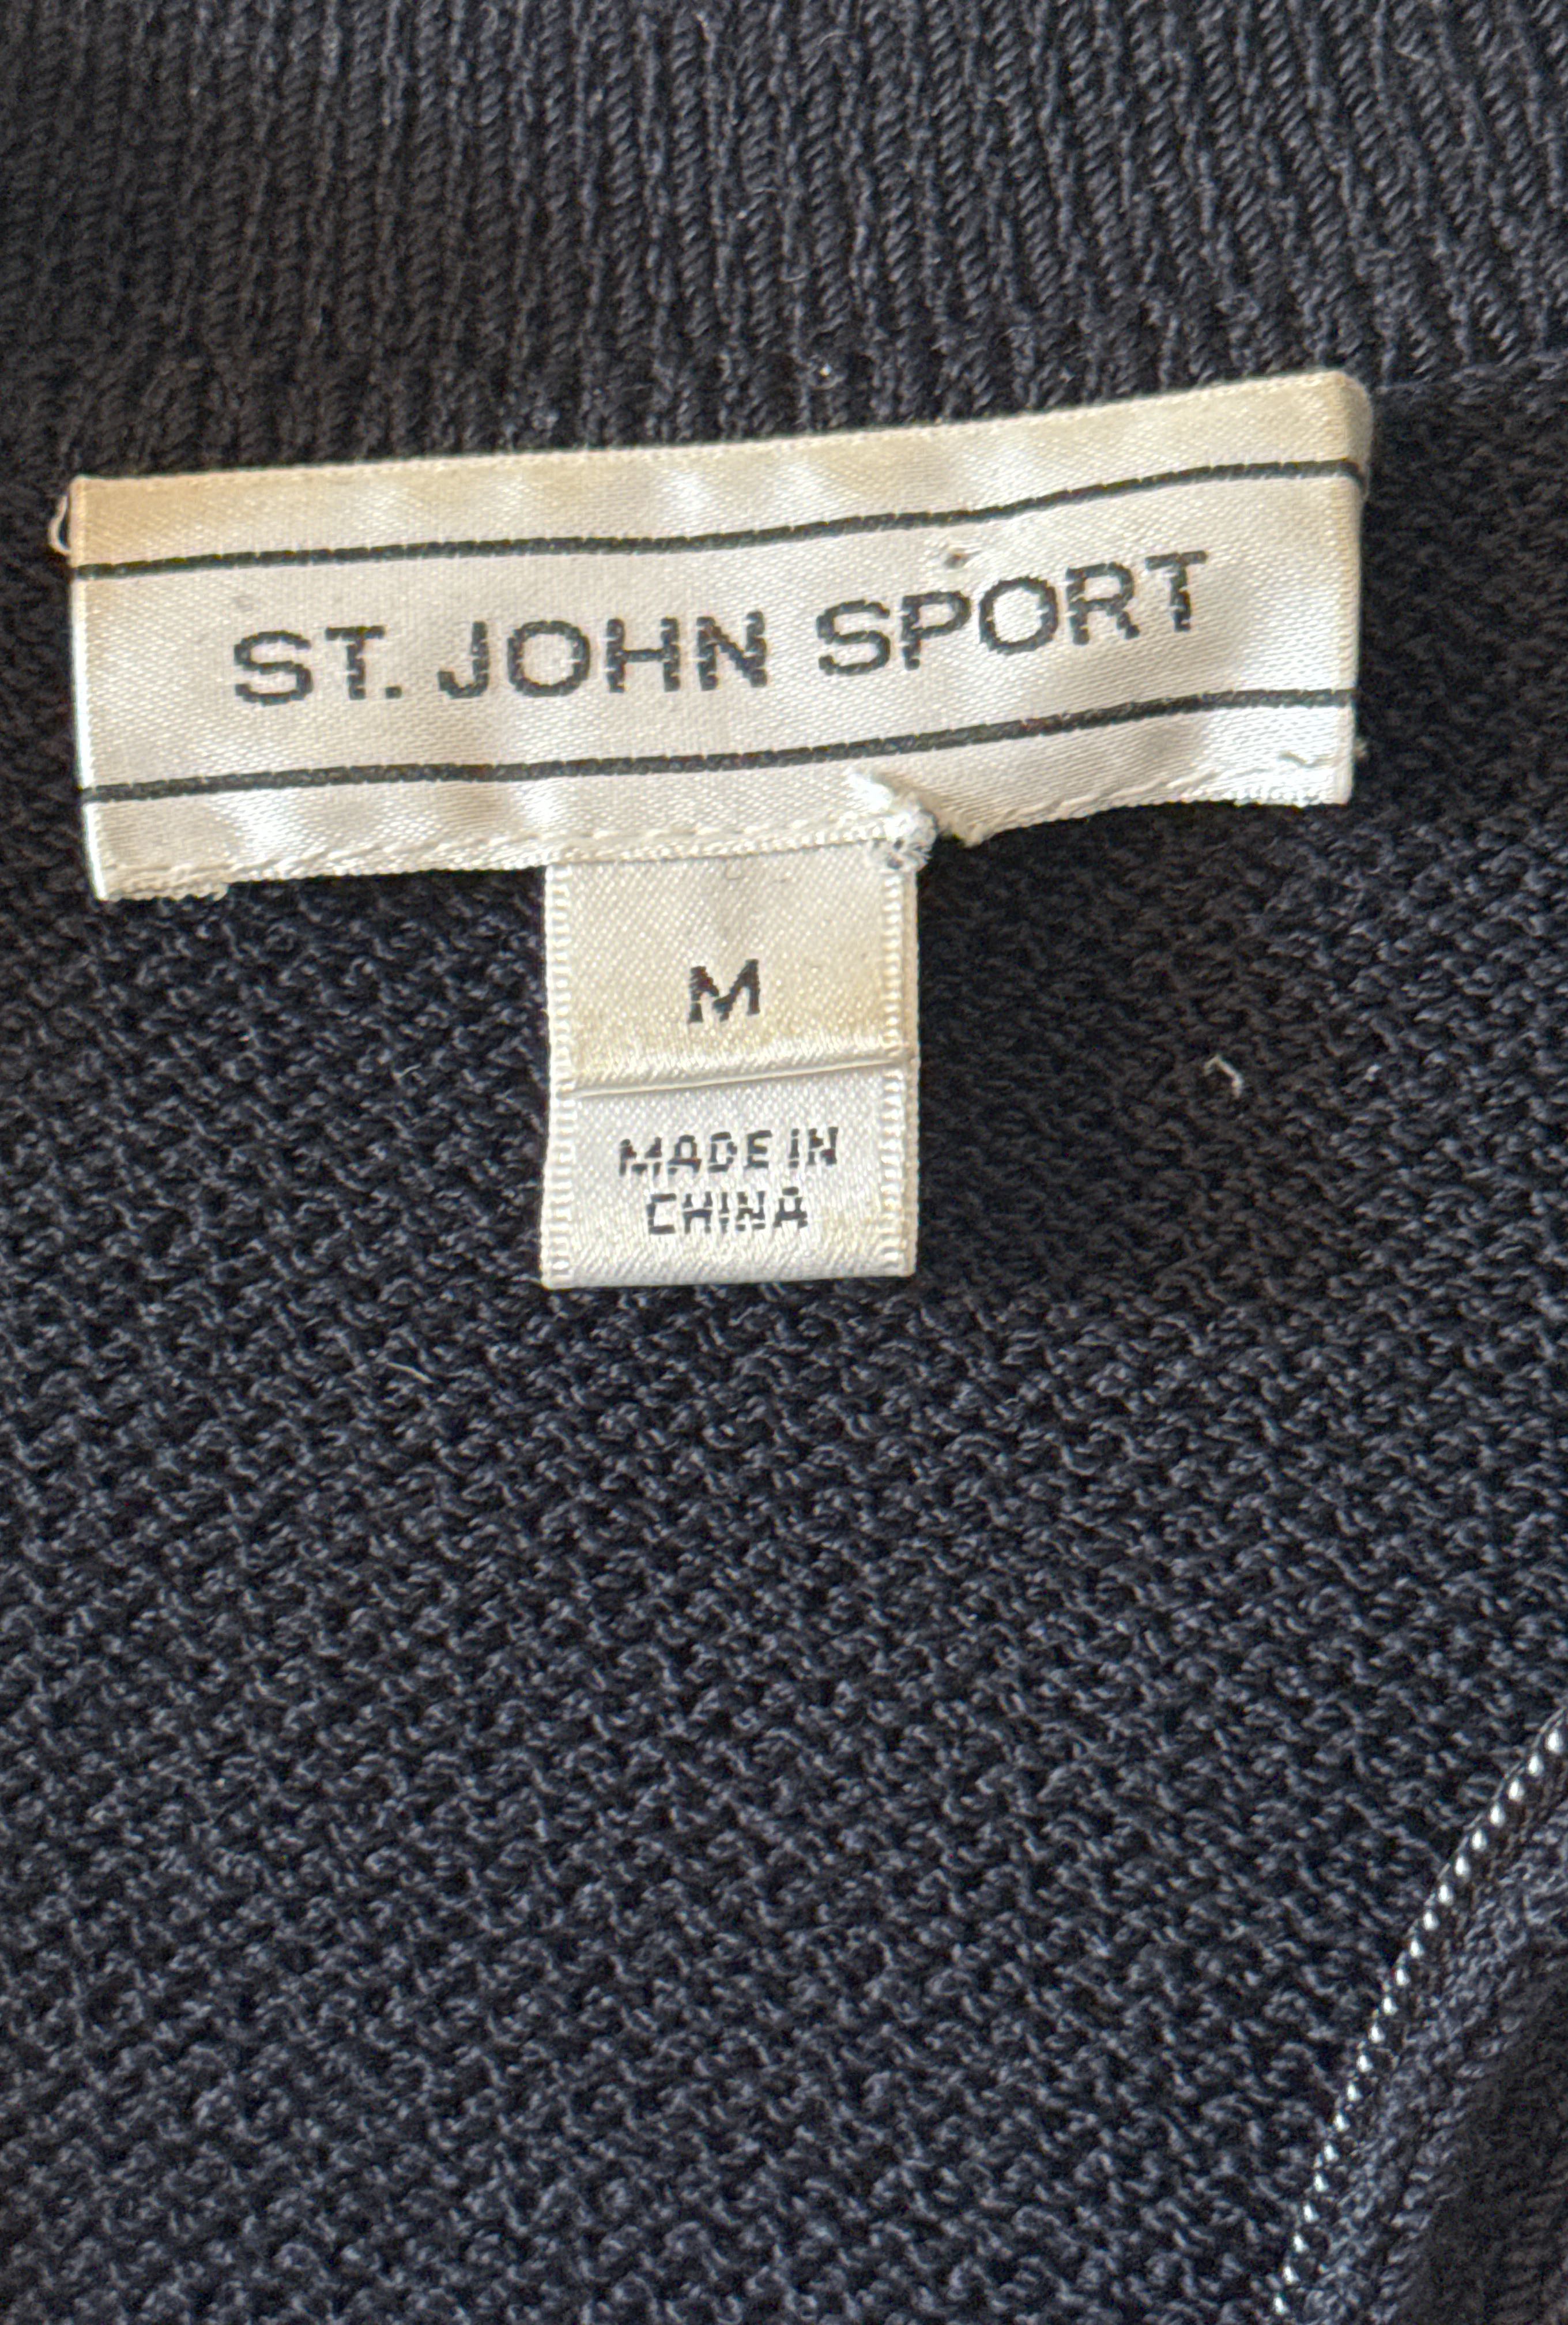 ST. JOHN SPORT
M
MADE IN
CHINA